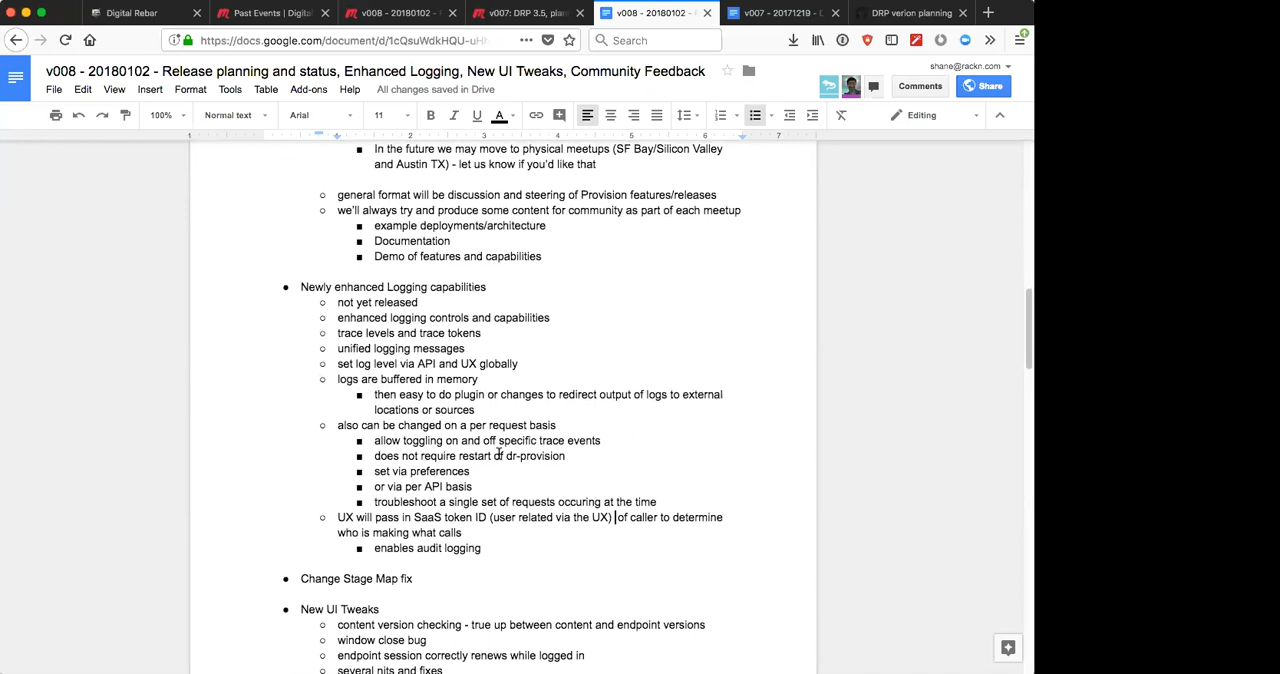 Digital Rebar
Past Events | Digita
v008 - 20180102 -
v007: DRP 3.5, plan
v008 - 20180102 -
v007 - 20171219 -
DRP verion planning
https://docs.google.com/document/d/1cQsuWdkHQU-uH
Search
v008 - 20180102 - Release planning and status, Enhanced Logging, New UI Tweaks, Community Feedback
shane@rackn.com
File Edit View Insert Format Tools Table Add-ons Help All changes saved in Drive
Comments
Share
100% Normal text Arial 11 Editing
1 1 2 3 4 5 6 7
In the future we may move to physical meetups (SF Bay/Silicon Valley
and Austin TX) - let us know if you'd like that
general format will be discussion and steering of Provision features/releases
we'll always try and produce some content for community as part of each meetup
example deployments/architecture
Documentation
Demo of features and capabilities
Newly enhanced Logging capabilities
not yet released
enhanced logging controls and capabilities
trace levels and trace tokens
unified logging messages
set log level via API and UX globally
logs are buffered in memory
then easy to do plugin or changes to redirect output of logs to external
locations or sources
also can be changed on a per request basis
allow toggling on and off specific trace events
does not require restart of dr-provision
set via preferences
or via per API basis
troubleshoot a single set of requests occuring at the time
UX will pass in SaaS token ID (user related via the UX) of caller to determine
who is making what calls
enables audit logging
Change Stage Map fix
New UI Tweaks
content version checking - true up between content and endpoint versions
window close bug
endpoint session correctly renews while logged in
several nits and fixes